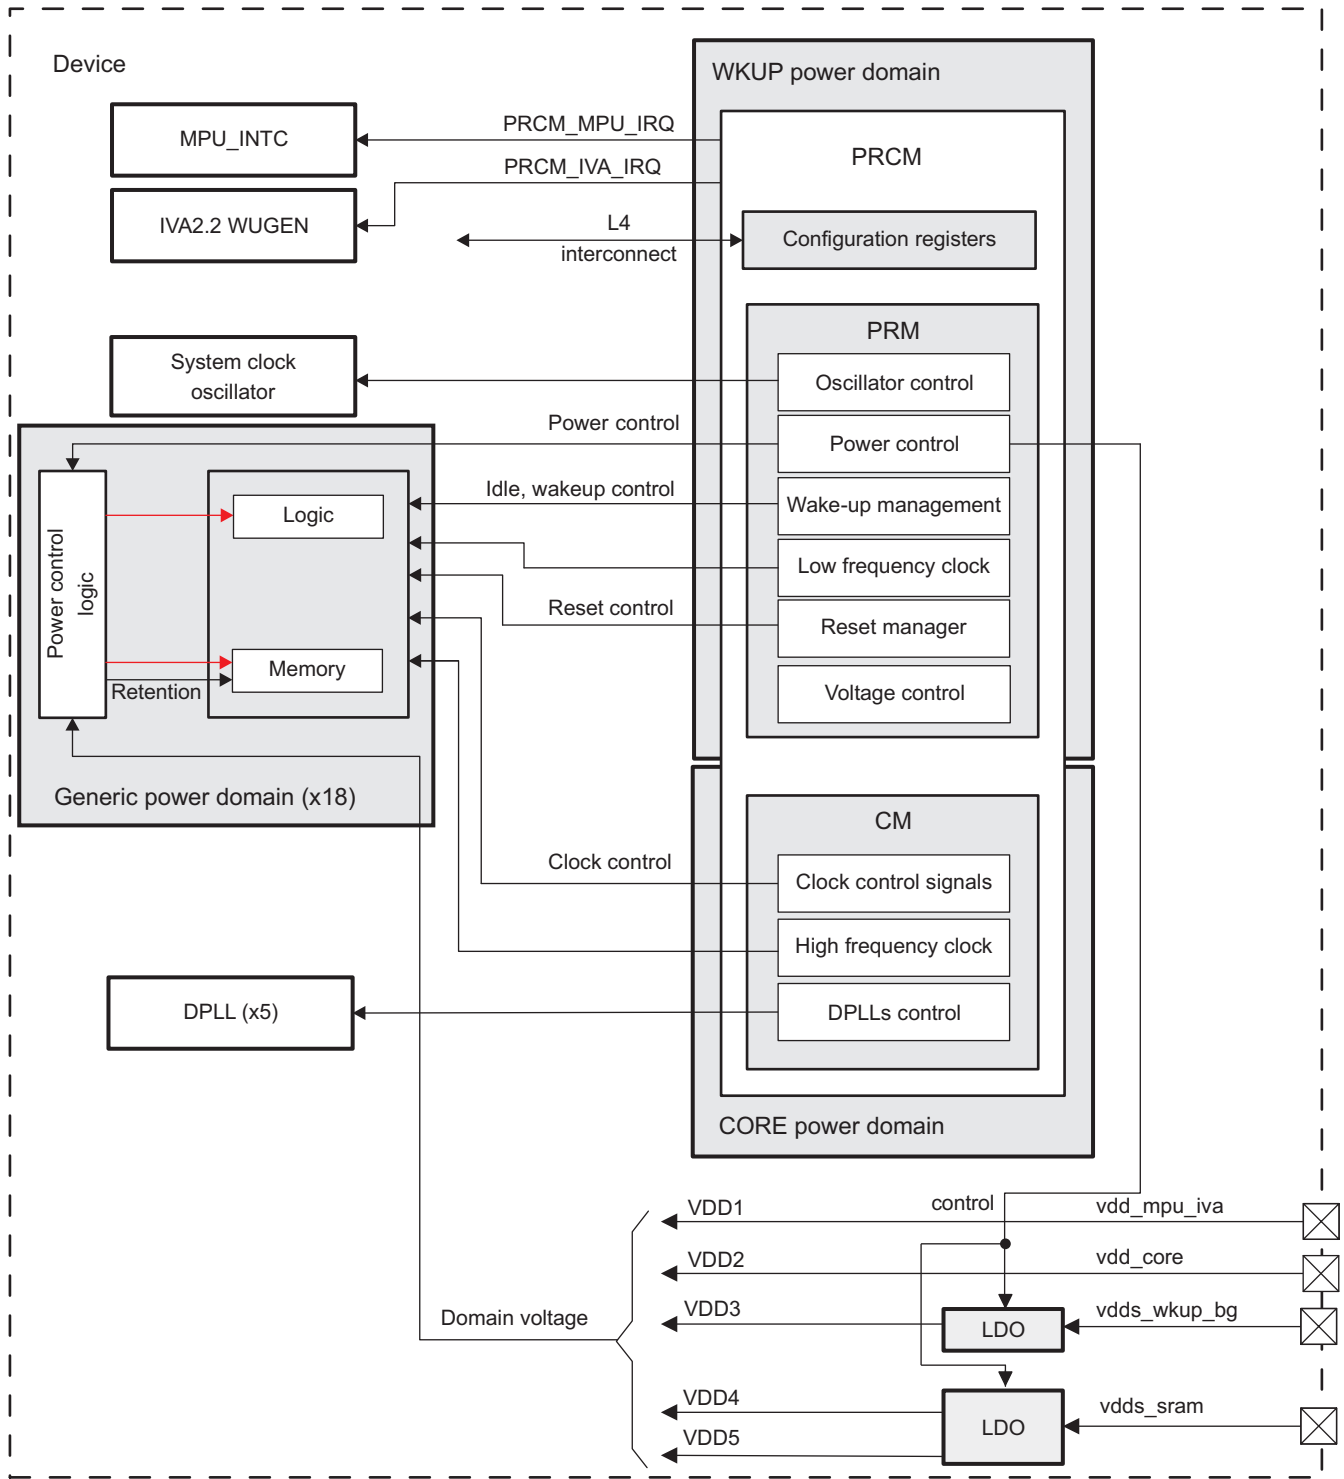 Device
WKUP power domain
MPU_INTC
PRCM_MPU_IRQ
PRCM
PRCM_IVA_IRQ
IVA2.2 WUGEN
L4
interconnect
Configuration registers
PRM
System clock
oscillator
Oscillator control
Power control
Power control
Idle, wakeup control
Wake-up management
Logic
Low frequency clock
Reset control
Reset manager
Power control
logic
Memory
Retention
Voltage control
Generic power domain (x18)
CM
Clock control
Clock control signals
High frequency clock
DPLL (x5)
DPLLs control
CORE power domain
VDD1
control
vdd_mpu_iva
VDD2
vdd_core
VDD3
vdds_wkup_bg
Domain voltage
LDO
VDD4
vdds_sram
LDO
VDD5